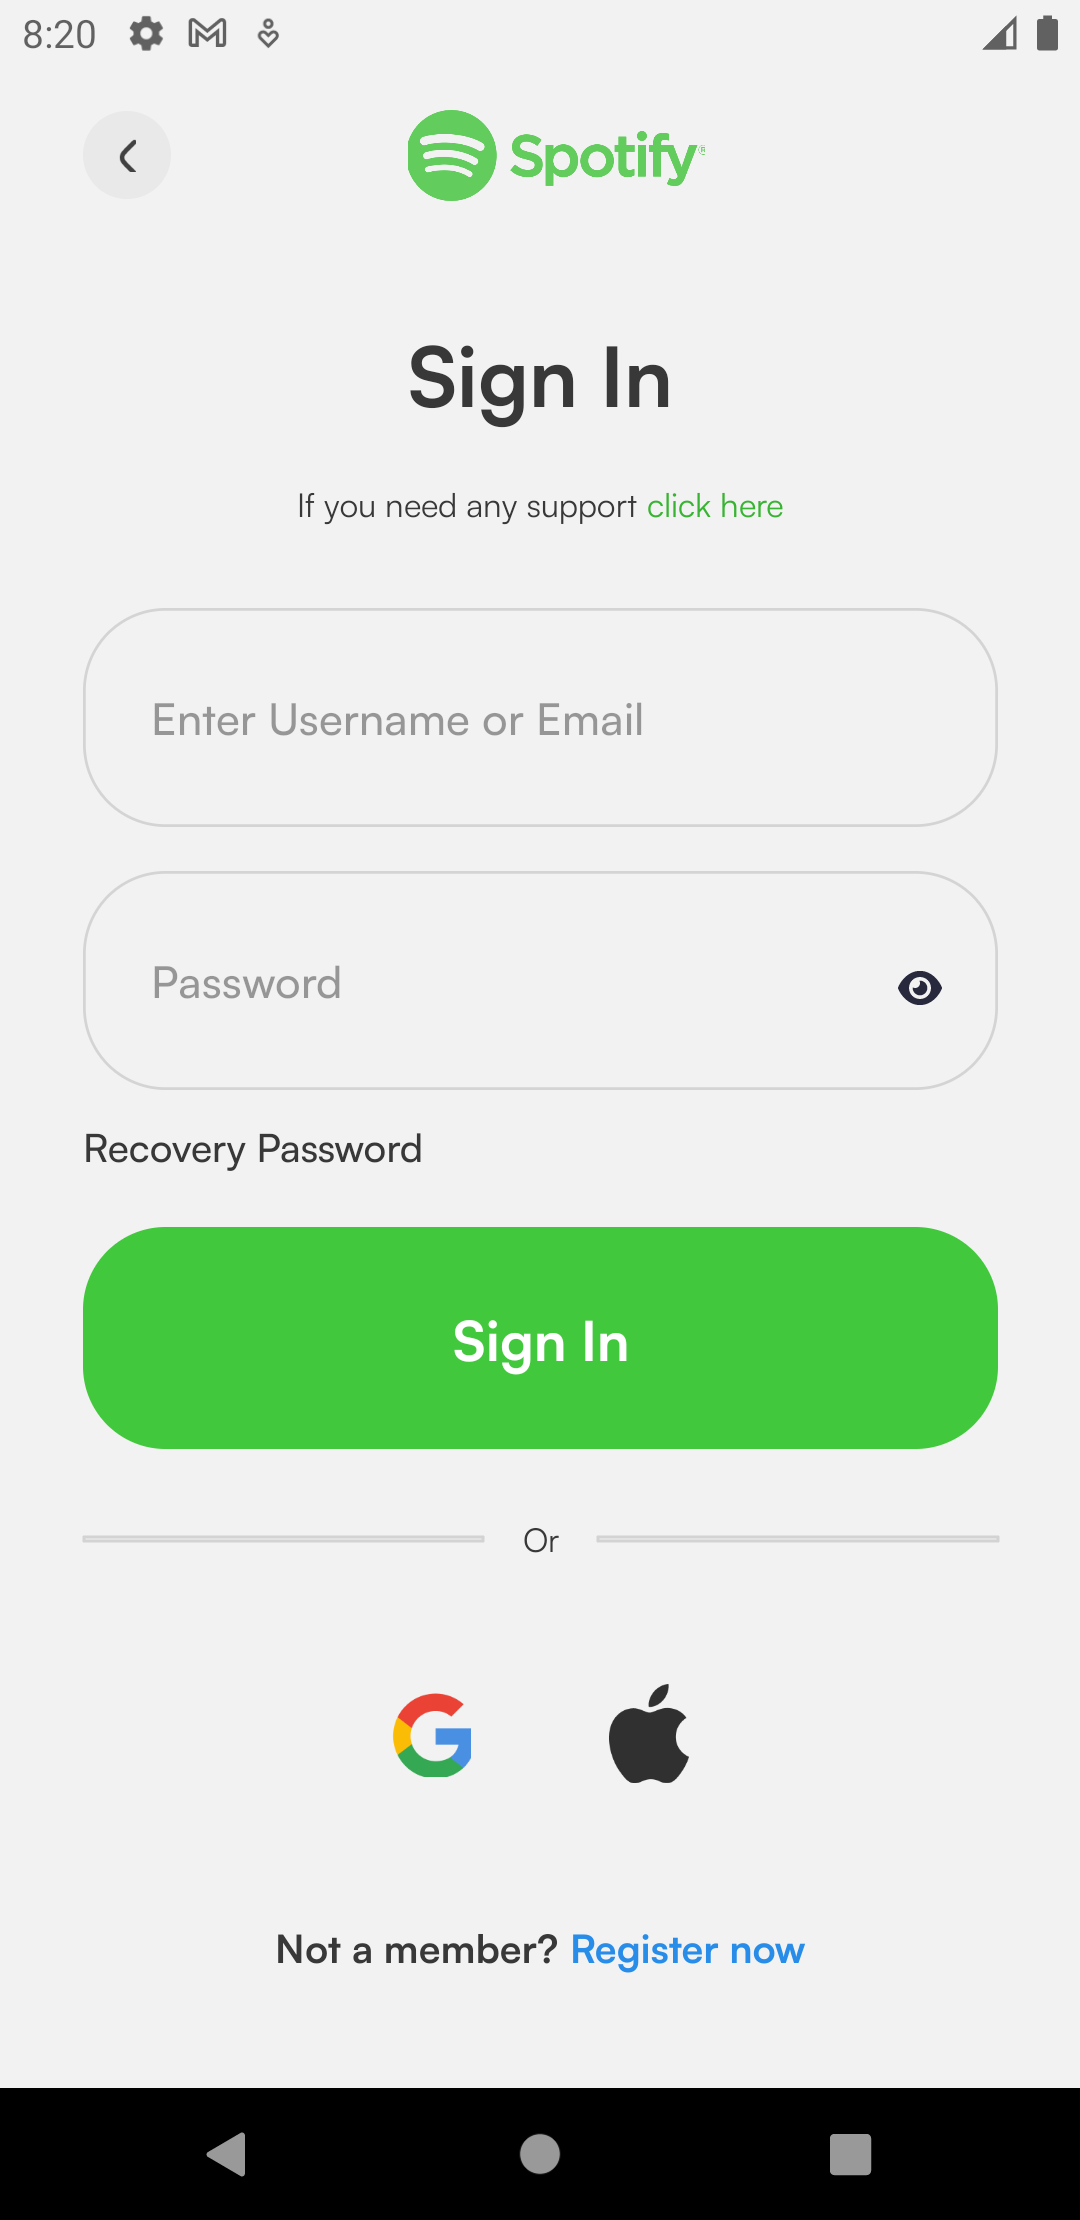 8:20
Spotify®
Sign In
If you need any support click here
Enter Username or Email
Password
Recovery Password
Sign In
Or
Not a member? Register now